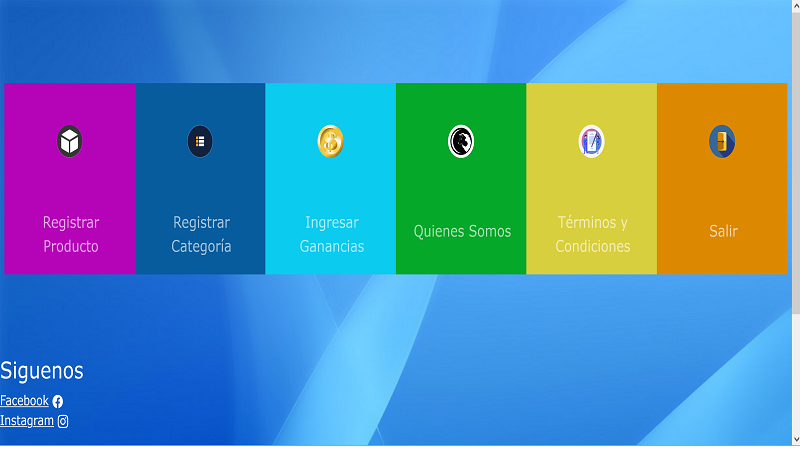 Registrar
Producto
Registrar
Categoría
Ingresar
Ganancias
Quienes Somos
Términos y
Condiciones
Salir
Siguenos
Facebook
Instagram